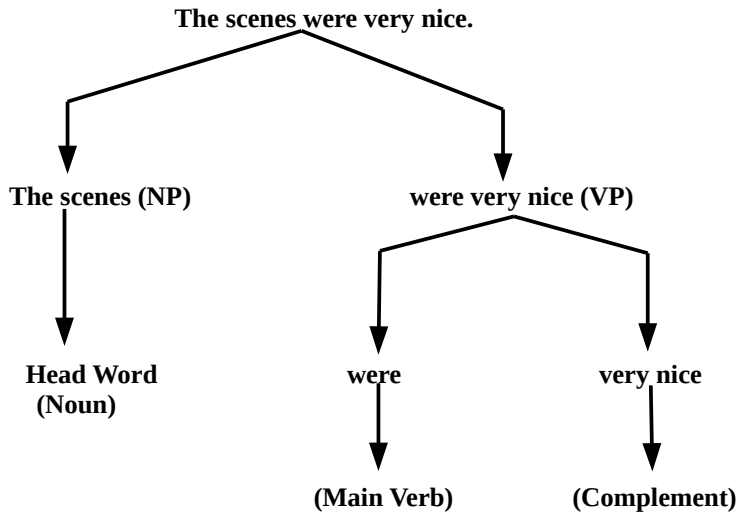 The scenes were very nice.
The scenes (NP)
were very nice (VP)
Head Word
(Noun)
were
very nice
(Main Verb)
(Complement)